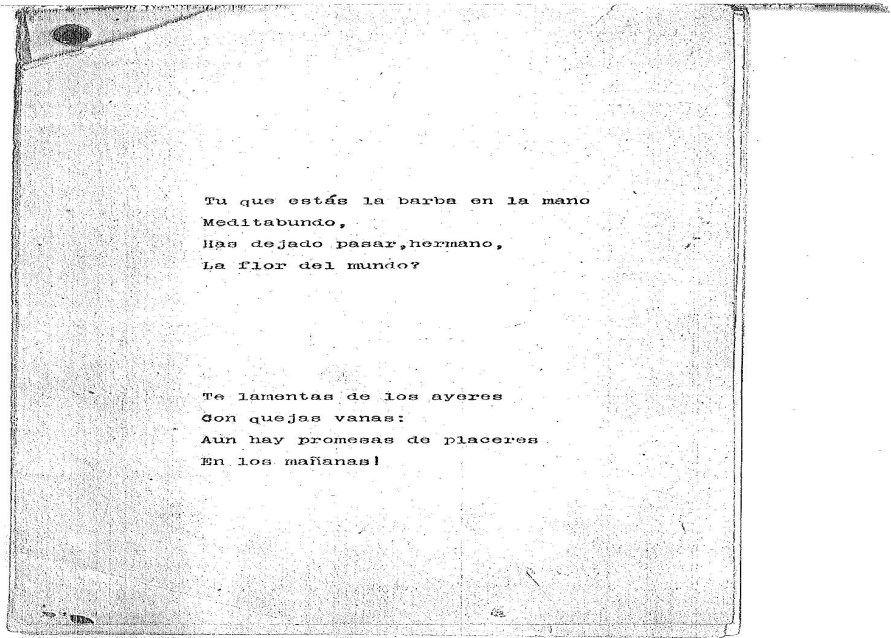 Tu que estás la barba en la mano
Meditabundo,
Has dejado pasar,hermano,
La flor del mundo?
Te lamentas de los ayeres
Con quejas vanas:
Aun hay promesas de placeres
En los mañanas!